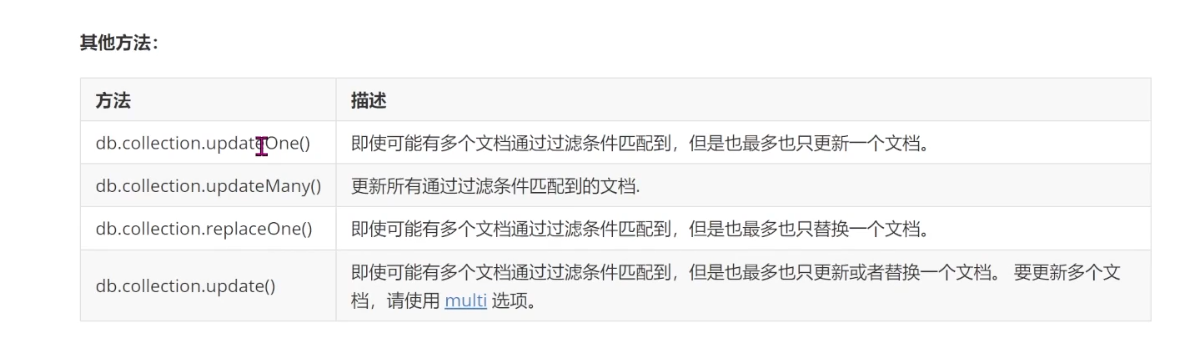 其他方法：
方法 描述
db.collection.updateOne() 即使可能有多个文档通过过滤条件匹配到，但是也最多也只更新一个文档。
db.collection.updateMany() 更新所有通过过滤条件匹配到的文档.
db.collection.replaceOne() 即使可能有多个文档通过过滤条件匹配到，但是也最多也只替换一个文档。
db.collection.update() 即使可能有多个文档通过过滤条件匹配到，但是也最多也只更新或者替换一个文档。 要更新多个文
档，请使用 multi 选项。